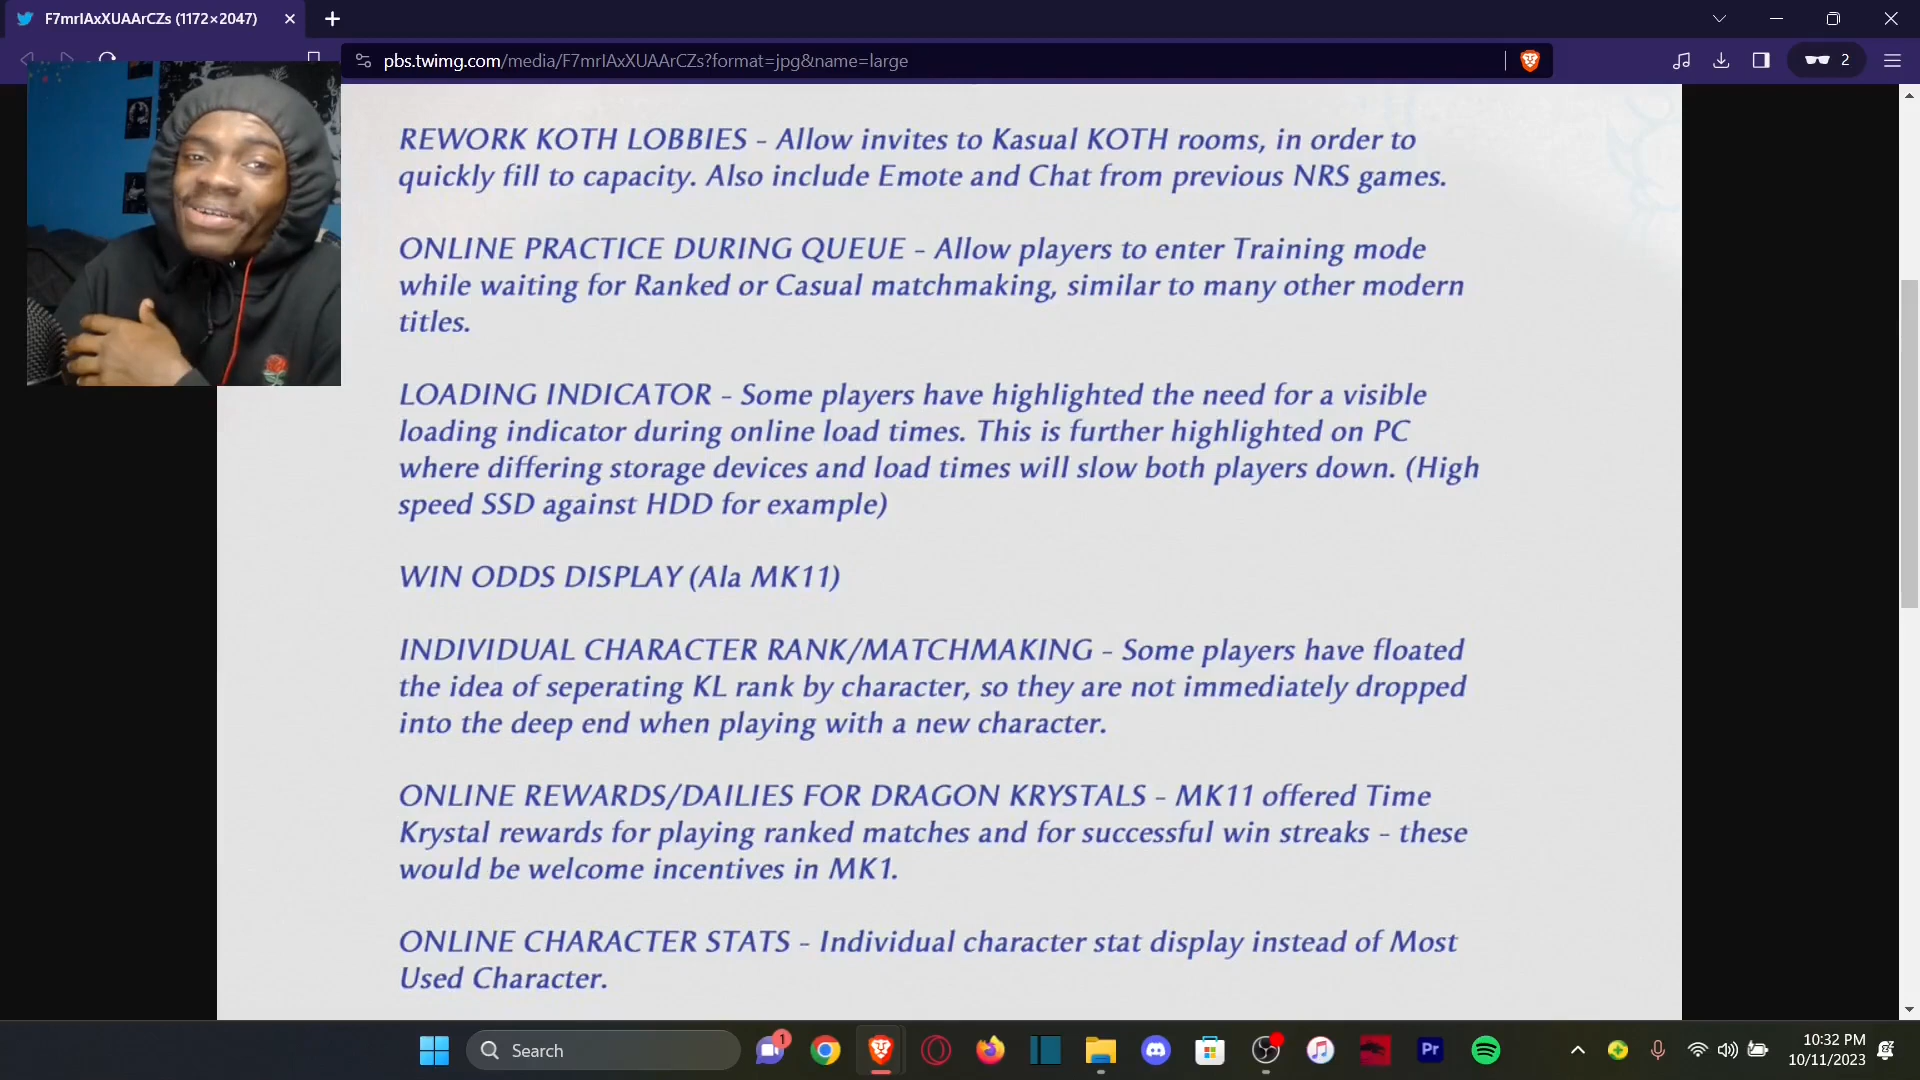 F7mrIAxXUAArCZs (1172×2047)
pbs.twimg.com/media/F7mrIAxXUAArCZs?format=jpg&name=large
2
REWORK KOTH LOBBIES - Allow invites to Kasual KOTH rooms, in order to
quickly fill to capacity. Also include Emote and Chat from previous NRS games.
ONLINE PRACTICE DURING QUEUE - Allow players to enter Training mode
while waiting for Ranked or Casual matchmaking, similar to many other modern
titles.
LOADING INDICATOR - Some players have highlighted the need for a visible
loading indicator during online load times. This is further highlighted on PC
where differing storage devices and load times will slow both players down. (High
speed SSD against HDD for example)
WIN ODDS DISPLAY (Ala MK11)
INDIVIDUAL CHARACTER RANK/MATCHMAKING - Some players have floated
the idea of seperating KL rank by character, so they are not immediately dropped
into the deep end when playing with a new character.
ONLINE REWARDS/DAILIES FOR DRAGON KRYSTALS - MK11 offered Time
Krystal rewards for playing ranked matches and for successful win streaks - these
would be welcome incentives in MK1.
ONLINE CHARACTER STATS - Individual character stat display instead of Most
Used Character.
Search
1
Pr
10:32 PM
10/11/2023